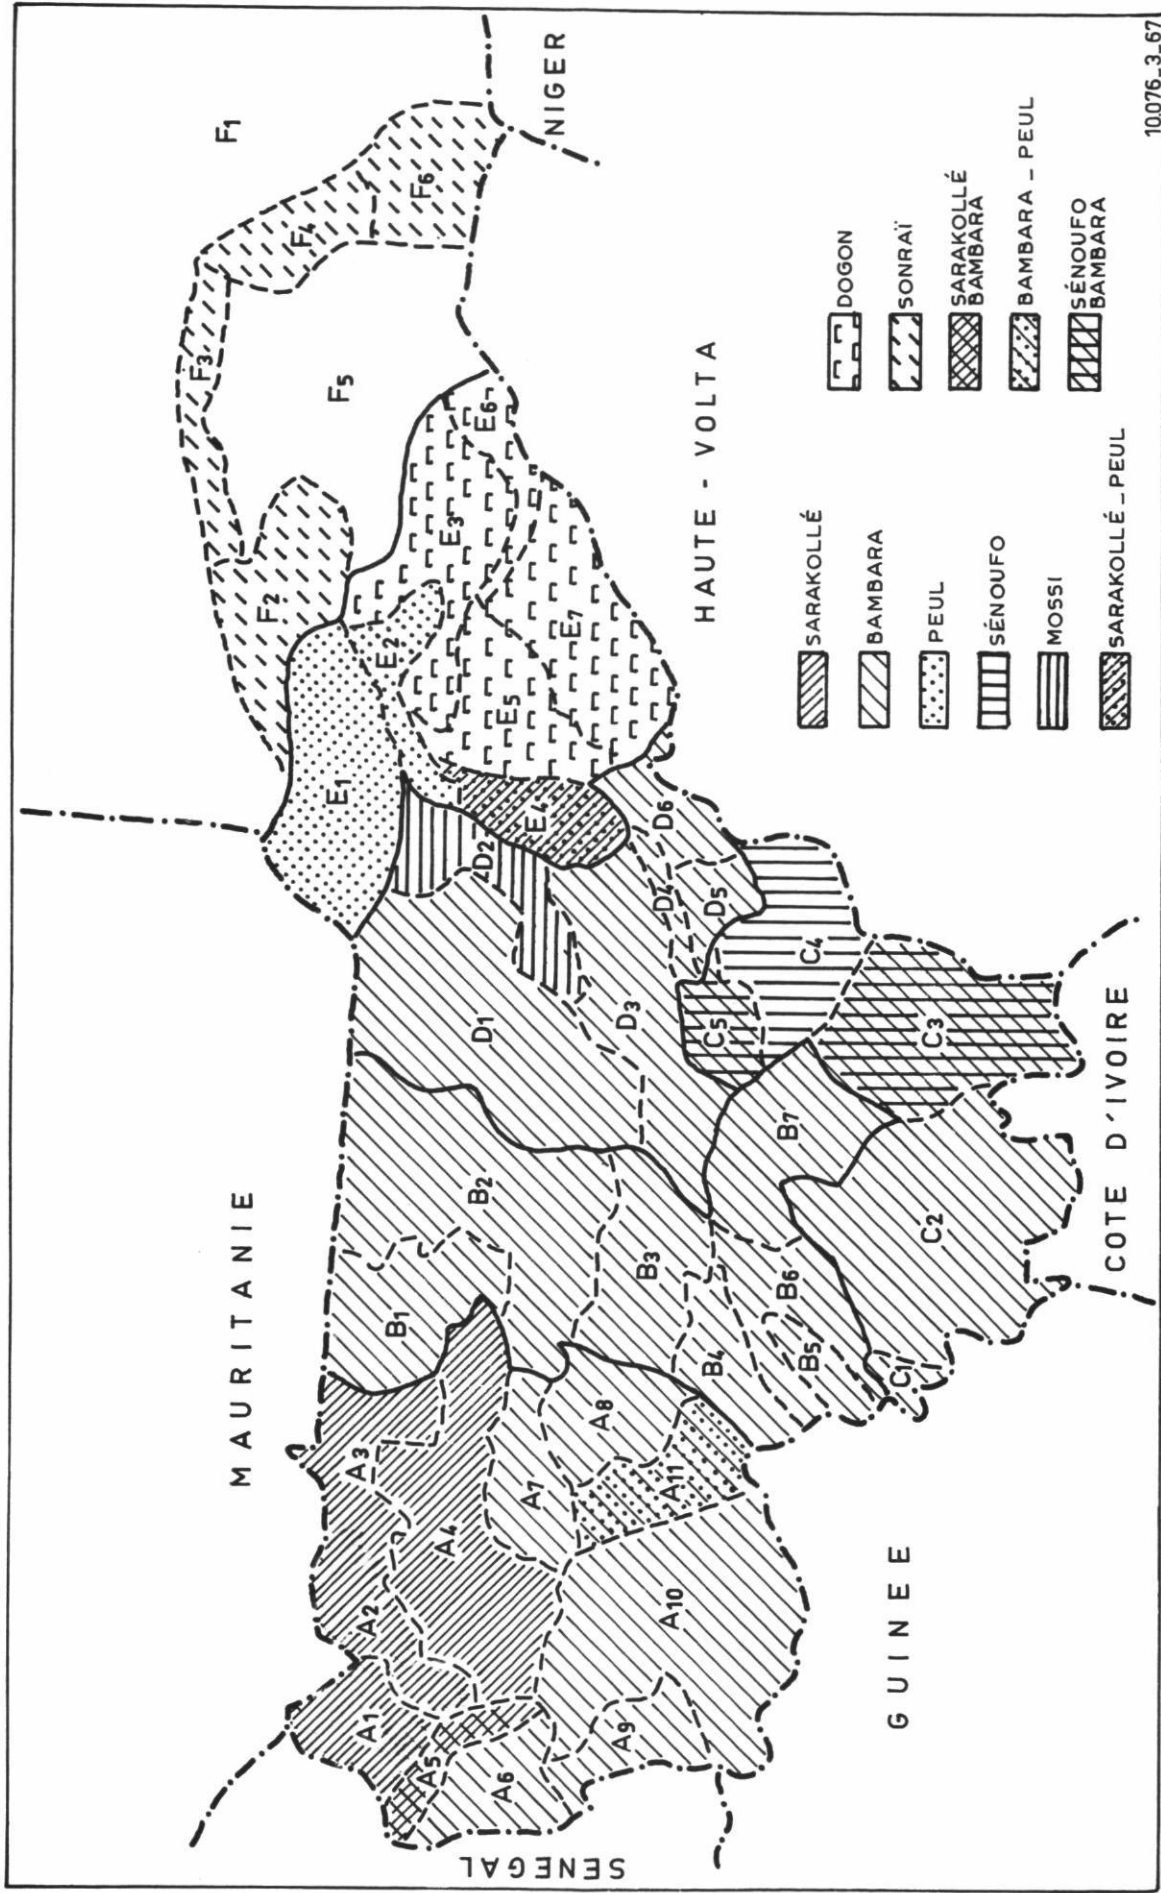 MAURITANIE
SENEGAL
GUINEE
COTE D'IVOIRE
HAUTE - VOLTA
NIGER
A1
A2
A3
A4
A5
A6
A7
A8
A9
A10
A11
B1
B2
B3
B4
B5
B6
B7
C1
C2
C3
C4
C5
D1
D2
D3
D4
D5
D6
E1
E2
E3
E4
E5
E6
E7
F1
F2
F3
F4
F5
F6
SARAKOLLÉ
BAMBARA
PEUL
SÉNOUFO
MOSSI
SARAKOLLÉ_PEUL
DOGON
SONRAÏ
SARAKOLLÉ
BAMBARA
BAMBARA _ PEUL
SÉNOUFO
BAMBARA
10.076_3_67